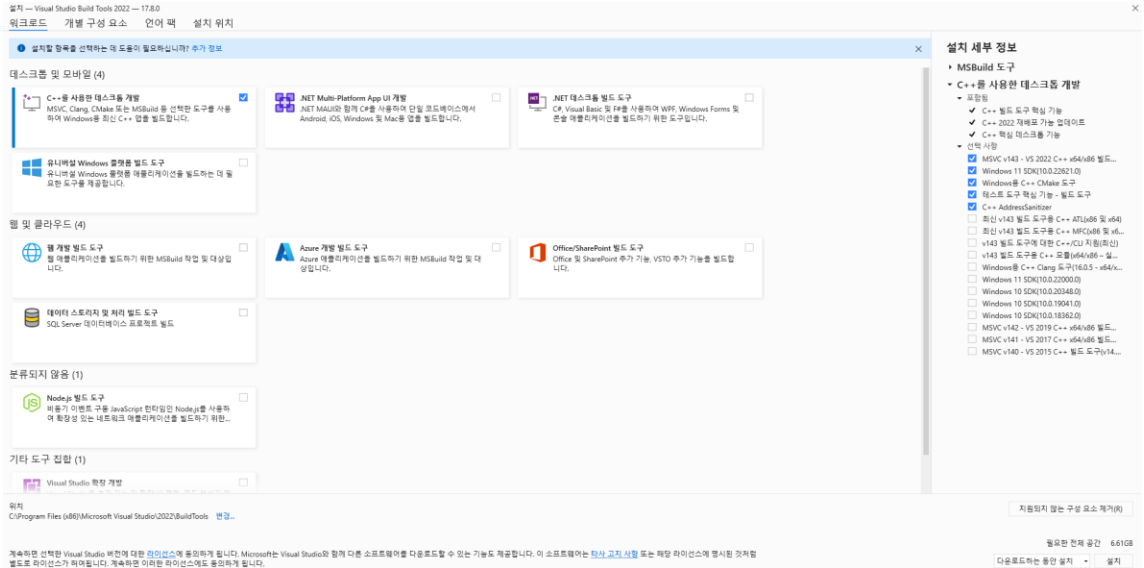 설치 — Visual Studio Build Tools 2022 — 17.8.0
워크로드 개별 구성 요소 언어 팩 설치 위치
설치할 항목을 선택하는 데 도움이 필요하십니까? 추가 정보
데스크톱 및 모바일 (4)
C++를 사용한 데스크톱 개발
MSVC, Clang, CMake 또는 MSBuild 등 선택한 도구를 사용
하여 Windows용 최신 C++ 앱을 빌드합니다.
.NET Multi-Platform App UI 개발
.NET MAUI와 함께 C#을 사용하여 단일 코드베이스에서
Android, iOS, Windows 및 Mac용 앱을 빌드합니다.
.NET 데스크톱 빌드 도구
C#, Visual Basic 및 F#을 사용하여 WPF, Windows Forms 및
콘솔 애플리케이션을 빌드하기 위한 도구입니다.
유니버설 Windows 플랫폼 빌드 도구
유니버설 Windows 플랫폼 애플리케이션을 빌드하는 데 필
요한 도구를 제공합니다.
웹 및 클라우드 (4)
웹 개발 빌드 도구
웹 애플리케이션을 빌드하기 위한 MSBuild 작업 및 대상입
니다.
Azure 개발 빌드 도구
Azure 애플리케이션을 빌드하기 위한 MSBuild 작업 및 대
상입니다.
Office/SharePoint 빌드 도구
Office 및 SharePoint 추가 기능, VSTO 추가 기능을 빌드합
니다.
데이터 스토리지 및 처리 빌드 도구
SQL Server 데이터베이스 프로젝트 빌드
분류되지 않음 (1)
Node.js 빌드 도구
비동기 이벤트 구동 JavaScript 런타임인 Node.js를 사용하
여 확장성 있는 네트워크 애플리케이션을 빌드하기 위한...
기타 도구 집합 (1)
Visual Studio 확장 개발
설치 세부 정보
MSBuild 도구
C++를 사용한 데스크톱 개발
포함됨
C++ 빌드 도구 핵심 기능
C++ 2022 재배포 가능 업데이트
C++ 핵심 데스크톱 기능
선택 사항
MSVC v143 - VS 2022 C++ x64/x86 빌드...
Windows 11 SDK(10.0.22621.0)
Windows용 C++ CMake 도구
테스트 도구 핵심 기능 - 빌드 도구
C++ AddressSanitizer
최신 v143 빌드 도구용 C++ ATL(x86 및 x64)
최신 v143 빌드 도구용 C++ MFC(x86 및 x6...
v143 빌드 도구에 대한 C++/CLI 지원(최신)
v143 빌드 도구용 C++ 모듈(x64/x86 – 실...
Windows용 C++ Clang 도구(16.0.5 - x64/x...
Windows 11 SDK(10.0.22000.0)
Windows 10 SDK(10.0.20348.0)
Windows 10 SDK(10.0.19041.0)
Windows 10 SDK(10.0.18362.0)
MSVC v142 - VS 2019 C++ x64/x86 빌드...
MSVC v141 - VS 2017 C++ x64/x86 빌드...
MSVC v140 - VS 2015 C++ 빌드 도구(v14....
위치
C:\Program Files (x86)\Microsoft Visual Studio\2022\BuildTools 변경...
지원되지 않는 구성 요소 제거(R)
필요한 전체 공간 6.61GB
계속하면 선택한 Visual Studio 버전에 대한 라이선스에 동의하게 됩니다. Microsoft는 Visual Studio와 함께 다른 소프트웨어를 다운로드할 수 있는 기능도 제공합니다. 이 소프트웨어는 타사 고지 사항 또는 해당 라이선스에 명시된 것처럼
별도로 라이선스가 허여됩니다. 계속하면 이러한 라이선스에도 동의하게 됩니다.
다운로드하는 동안 설치 설치